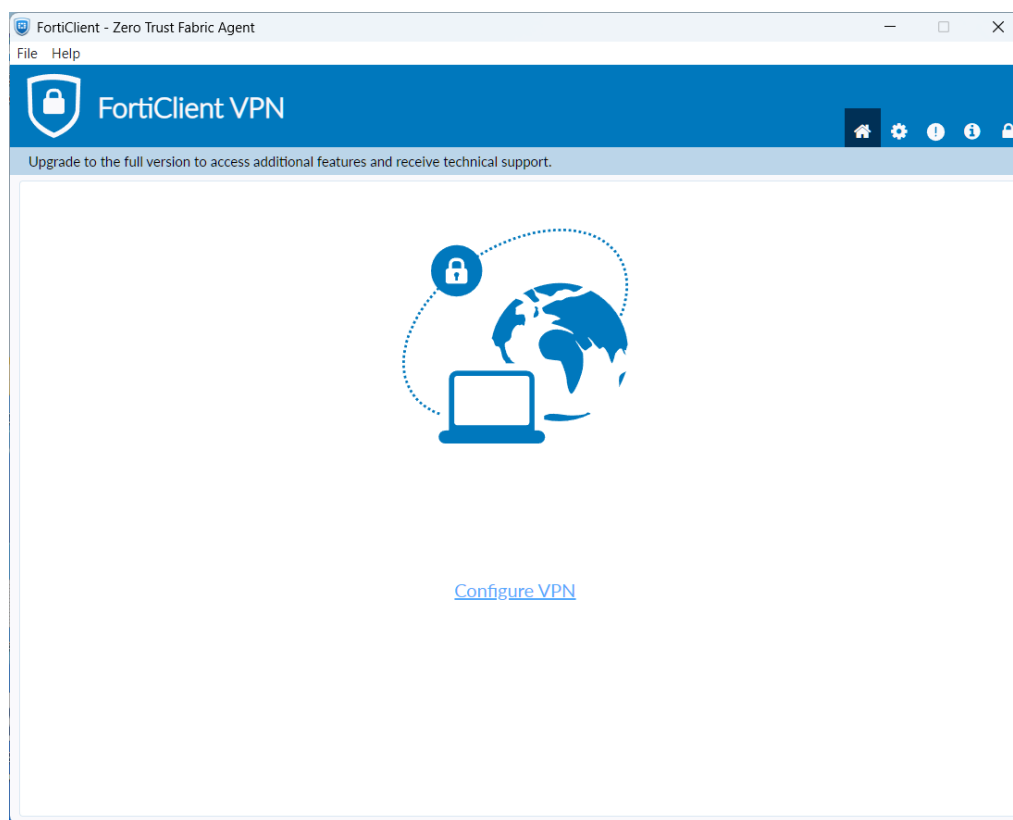 FortiClient - Zero Trust Fabric Agent
File Help
FortiClient VPN
Upgrade to the full version to access additional features and receive technical support.
Configure VPN